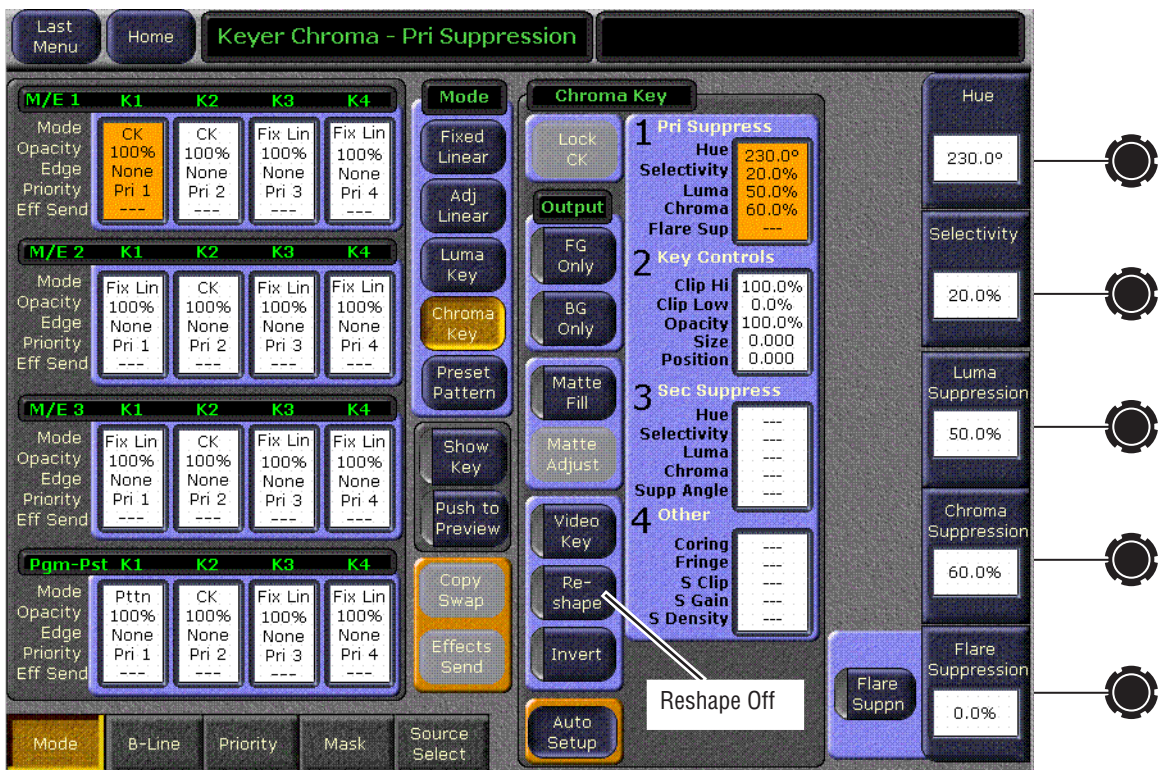 Last Menu
Home
Keyer Chroma - Pri Suppression
M/E 1 K1 K2 K3 K4
Mode CK CK Fix Lin Fix Lin
Opacity 100% 100% 100% 100%
Edge None None None None
Priority Pri 1 Pri 2 Pri 3 Pri 4
Eff Send --- --- --- ---
M/E 2 K1 K2 K3 K4
Mode Fix Lin CK Fix Lin Fix Lin
Opacity 100% 100% 100% 100%
Edge None None None None
Priority Pri 1 Pri 2 Pri 3 Pri 4
Eff Send --- --- --- ---
M/E 3 K1 K2 K3 K4
Mode Fix Lin CK Fix Lin Fix Lin
Opacity 100% 100% 100% 100%
Edge None None None None
Priority Pri 1 Pri 2 Pri 3 Pri 4
Eff Send --- --- --- ---
Pgm-Pst K1 K2 K3 K4
Mode Pttn CK Fix Lin Fix Lin
Opacity 100% 100% 100% 100%
Edge None None None None
Priority Pri 1 Pri 2 Pri 3 Pri 4
Eff Send --- --- --- ---
Mode
Fixed Linear
Adj Linear
Luma Key
Chroma Key
Preset Pattern
Show Key
Push to Preview
Copy Swap
Effects Send
Chroma Key
Lock CK
Output
FG Only
BG Only
Matte Fill
Matte Adjust
Video Key
Re-
shape
Invert
Auto Setup
1 Pri Suppress
Hue 230.0°
Selectivity 20.0%
Luma 50.0%
Chroma 60.0%
Flare Sup ---
2 Key Controls
Clip Hi 100.0%
Clip Low 0.0%
Opacity 100.0%
Size 0.000
Position 0.000
3 Sec Suppress
Hue ---
Selectivity ---
Luma ---
Chroma ---
Supp Angle ---
4 Other
Coring ---
Fringe ---
S Clip ---
S Gain ---
S Density ---
Reshape Off
Hue
230.0°
Selectivity
20.0%
Luma Suppression
50.0%
Chroma Suppression
60.0%
Flare Suppn
Flare Suppression
0.0%
Mode
B-Line
Priority
Mask
Source Select